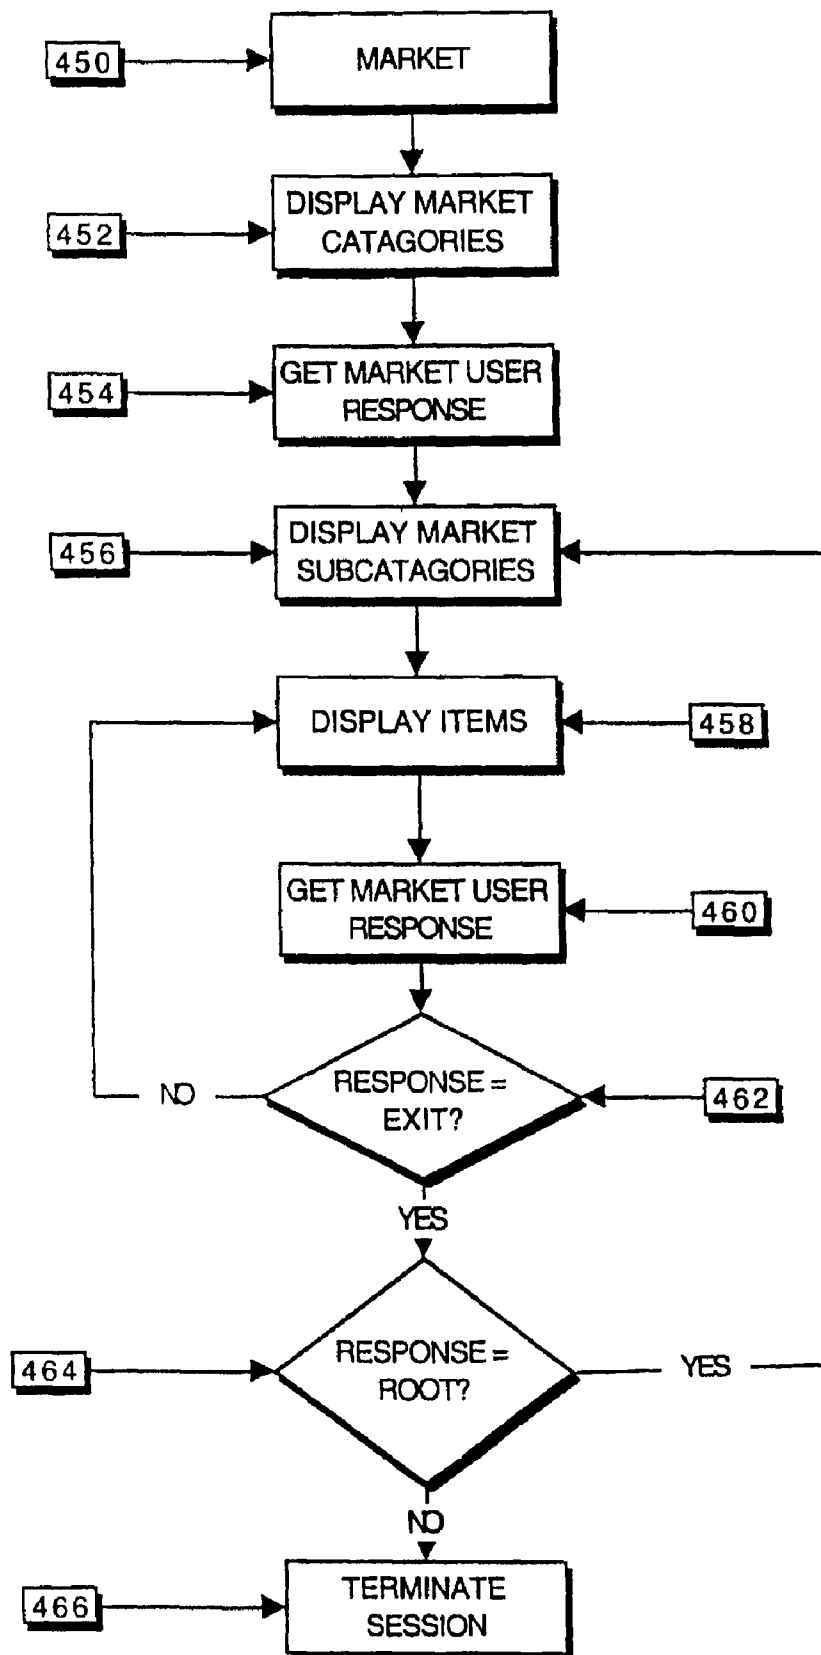 450
MARKET
452
DISPLAY MARKET
CATAGORIES
454
GET MARKET USER
RESPONSE
456
DISPLAY MARKET
SUBCATAGORIES
DISPLAY ITEMS
458
GET MARKET USER
RESPONSE
460
NO
RESPONSE =
EXIT?
462
YES
464
RESPONSE =
ROOT?
YES
NO
466
TERMINATE
SESSION